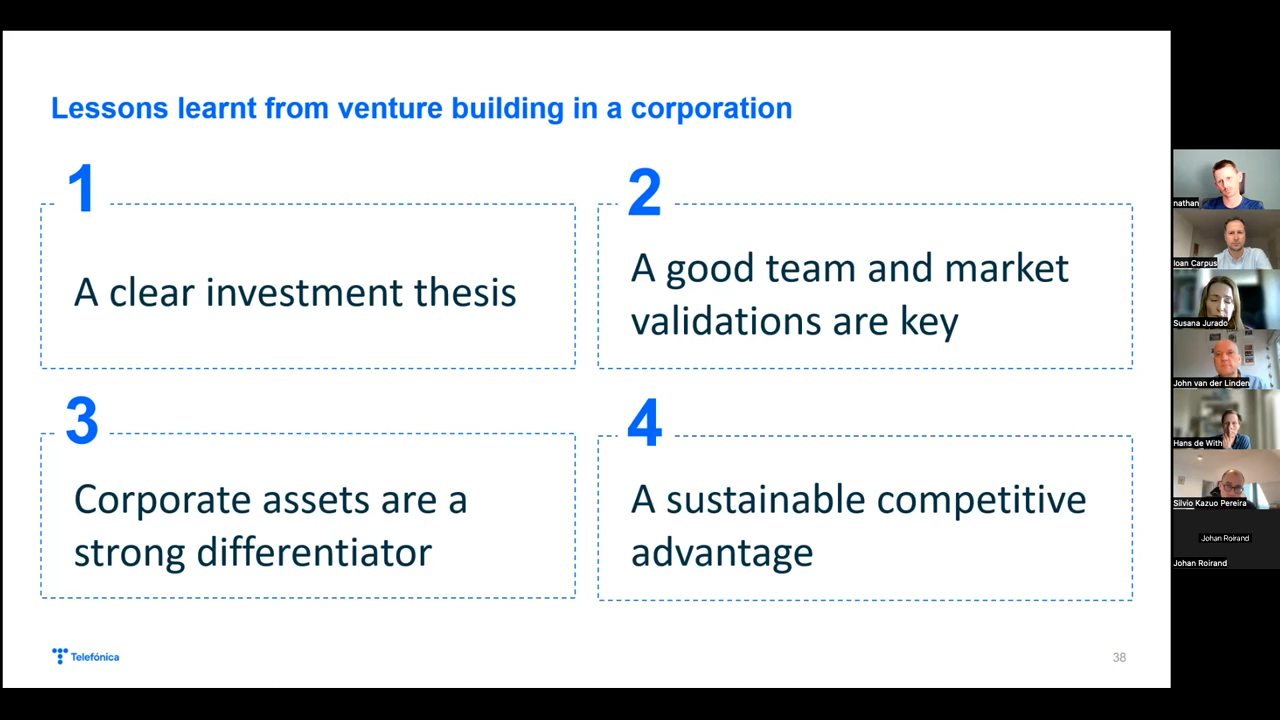 Lessons learnt from venture building in a corporation
1
A clear investment thesis
2
A good team and market
validations are key
3
Corporate assets are a
strong differentiator
4
A sustainable competitive
advantage
Telefónica
38
nathan
Ioan Carpus
Susana Jurado
John van der Linden
Hans de With
Silvio Kazuo Pereira
Johan Roirand
Johan Roirand